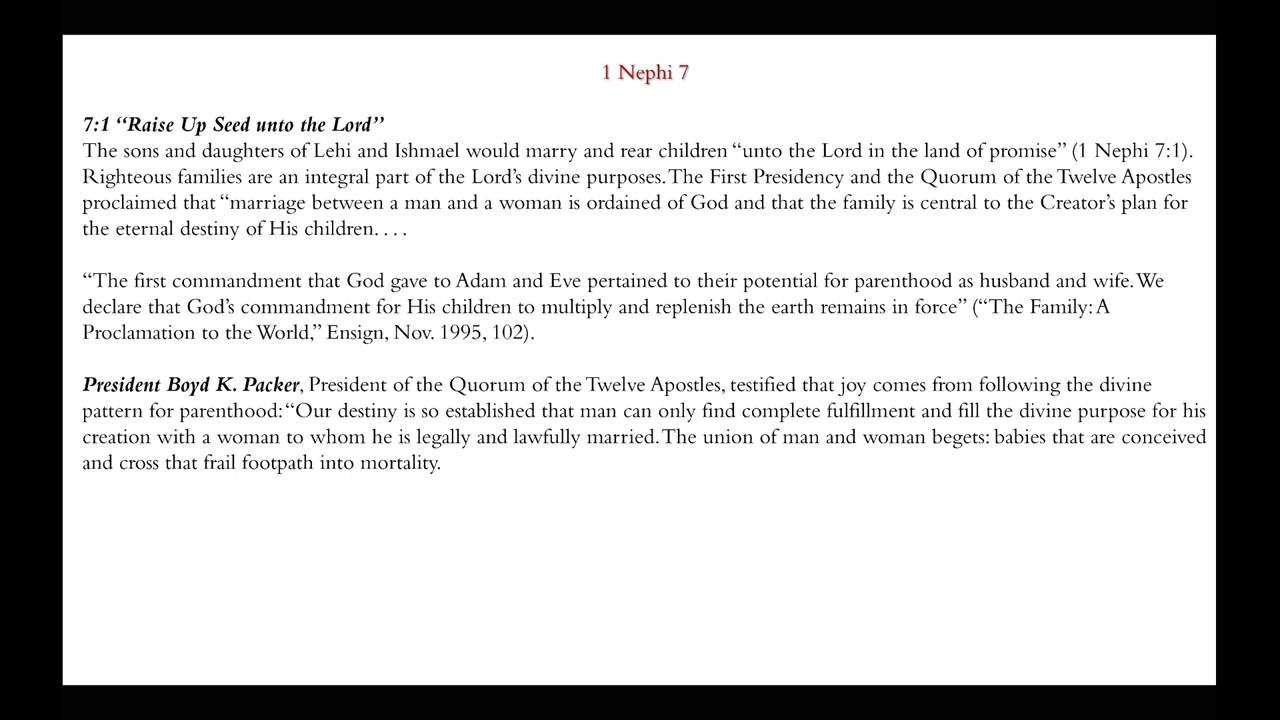 1 Nephi 7
7:1 “Raise Up Seed unto the Lord”
The sons and daughters of Lehi and Ishmael would marry and rear children “unto the Lord in the land of promise” (1 Nephi 7:1).
Righteous families are an integral part of the Lord’s divine purposes. The First Presidency and the Quorum of the Twelve Apostles
proclaimed that “marriage between a man and a woman is ordained of God and that the family is central to the Creator’s plan for
the eternal destiny of His children. . . .
“The first commandment that God gave to Adam and Eve pertained to their potential for parenthood as husband and wife. We
declare that God’s commandment for His children to multiply and replenish the earth remains in force” (“The Family: A
Proclamation to the World,” Ensign, Nov. 1995, 102).
President Boyd K. Packer, President of the Quorum of the Twelve Apostles, testified that joy comes from following the divine
pattern for parenthood: “Our destiny is so established that man can only find complete fulfillment and fill the divine purpose for his
creation with a woman to whom he is legally and lawfully married. The union of man and woman begets: babies that are conceived
and cross that frail footpath into mortality.